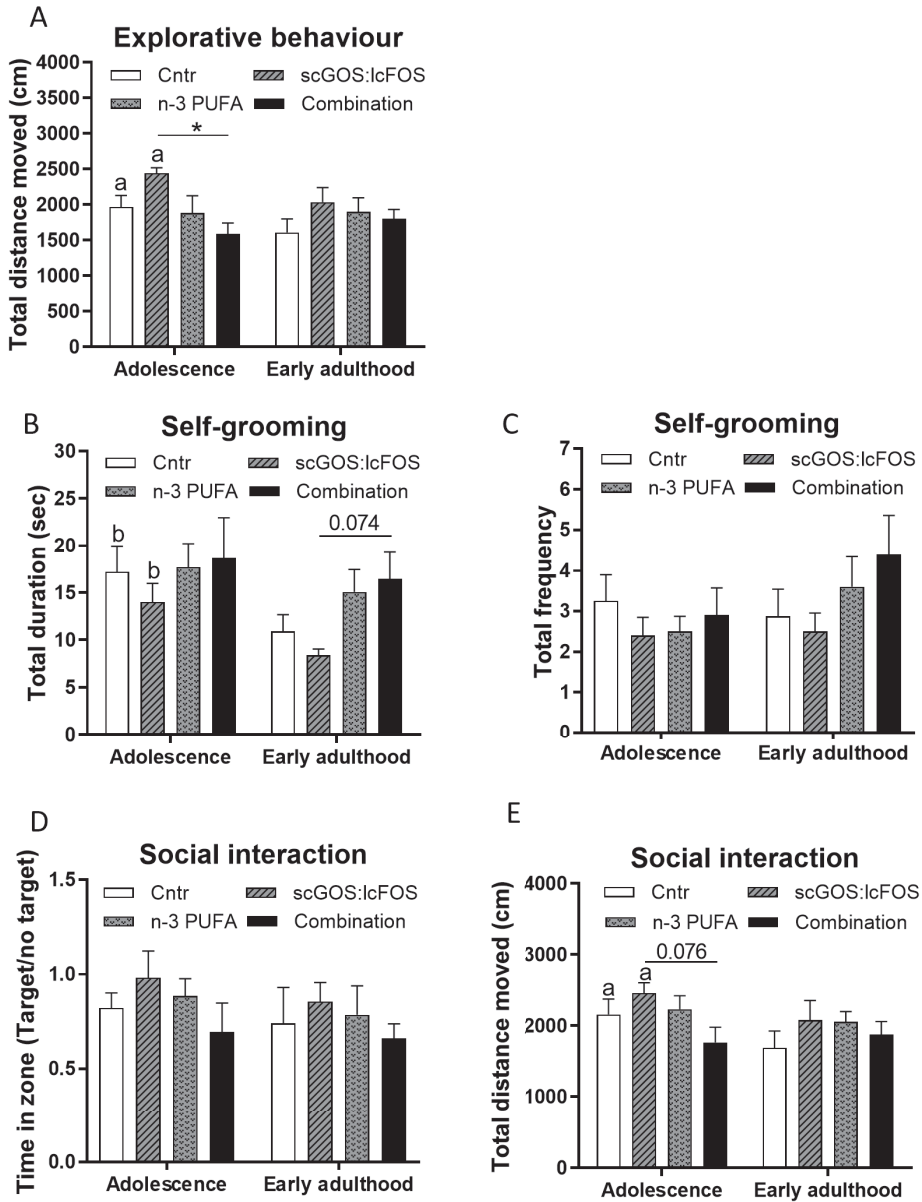 A
Explorative behaviour
Cntr scGOS:lcFOS
n-3 PUFA Combination
Total distance moved (cm)
4000
3500
3000
2500
2000
1500
1000
500
0
a a *
Adolescence Early adulthood
B
Self-grooming
Cntr scGOS:lcFOS
n-3 PUFA Combination
Total duration (sec)
30
25
20
15
10
5
0
b b 0.074
Adolescence Early adulthood
C
Self-grooming
Cntr scGOS:lcFOS
n-3 PUFA Combination
Total frequency
7
6
5
4
3
2
1
0
Adolescence Early adulthood
D
Social interaction
Cntr scGOS:lcFOS
n-3 PUFA Combination
Time in zone (Target/no target)
1.5
1.0
0.5
0.0
Adolescence Early adulthood
E
Social interaction
Cntr scGOS:lcFOS
n-3 PUFA Combination
Total distance moved (cm)
4000
3000
2000
1000
0
a a 0.076
Adolescence Early adulthood